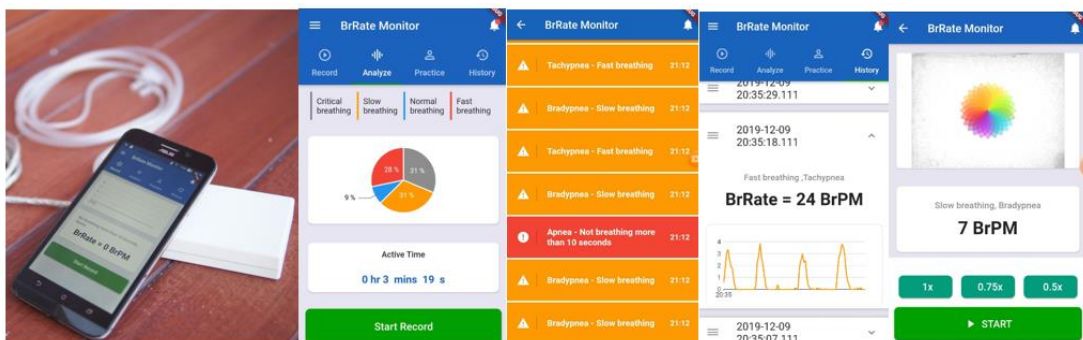 ASUS
BrRate Monitor
BrRate = 0 BrPM
Start Record
BrRate Monitor
Record Analyze Practice History
Critical breathing
Slow breathing
Normal breathing
Fast breathing
28 %
31 %
9 %
31 %
Active Time
0 hr 3 mins 19 s
Start Record
BrRate Monitor
Tachypnea - Fast breathing 21:12
Bradypnea - Slow breathing 21:12
Tachypnea - Fast breathing 21:12
Bradypnea - Slow breathing 21:12
Apnea - Not breathing more
than 10 seconds 21:12
Bradypnea - Slow breathing 21:12
Bradypnea - Slow breathing 21:12
BrRate Monitor
Record Analyze Practice History
2019-12-09
20:35:29.111
2019-12-09
20:35:18.111
Fast breathing ,Tachypnea
BrRate = 24 BrPM
4
3
2
1
0
20:35
2019-12-09
20:35:07.111
BrRate Monitor
Slow breathing, Bradypnea
7 BrPM
1x 0.75x 0.5x
START